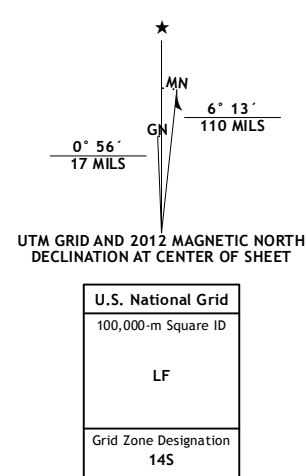 MN
GN
6° 13´
110 MILS
0° 56´
17 MILS
UTM GRID AND 2012 MAGNETIC NORTH
DECLINATION AT CENTER OF SHEET
U.S. National Grid
100,000-m Square ID
LF
Grid Zone Designation
14S